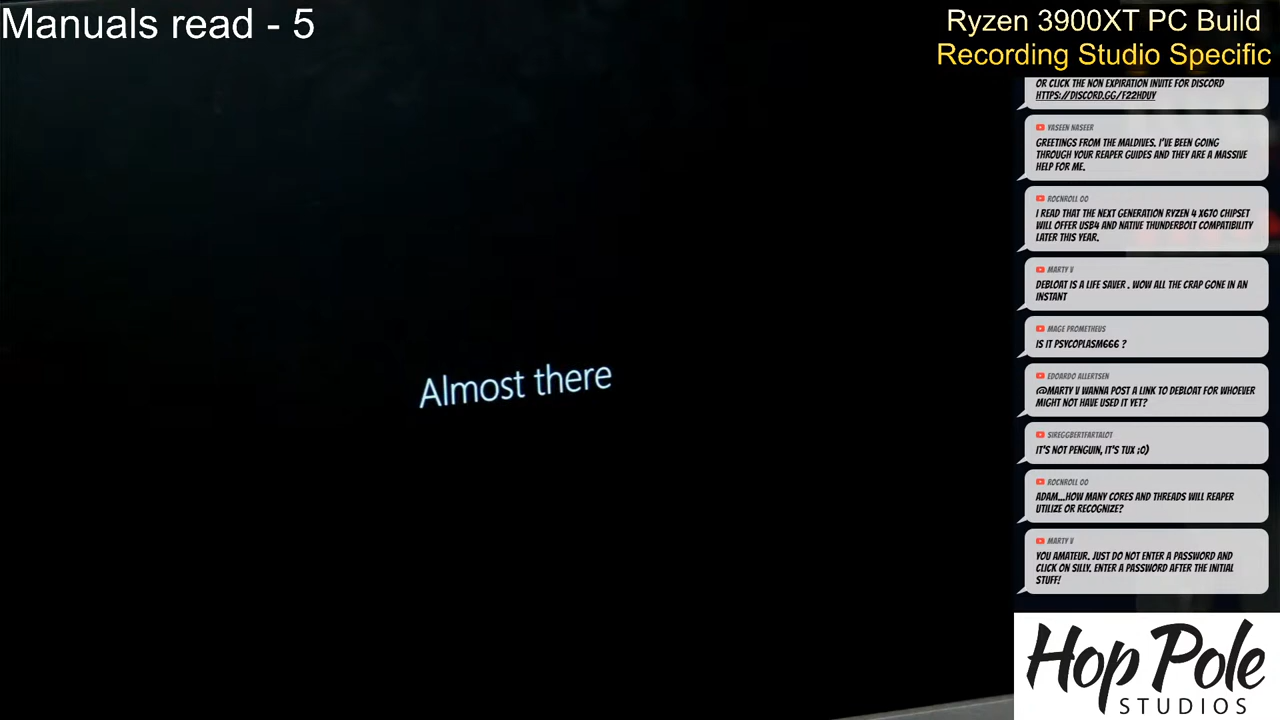 Manuals read - 5
Ryzen 3900XT PC Build
Recording Studio Specific
OR CLICK THE NON EXPIRATION INVITE FOR DISCORD
HTTPS://DISCORD.GG/F22HDUY
YASEEN NASEER
GREETINGS FROM THE MALDIVES. I'VE BEEN GOING
THROUGH YOUR REAPER GUIDES AND THEY ARE A MASSIVE
HELP FOR ME.
ROCNROLL OO
I READ THAT THE NEXT GENERATION RYZEN 4 X670 CHIPSET
WILL OFFER USB4 AND NATIVE THUNDERBOLT COMPATIBILITY
LATER THIS YEAR.
MARTY V
DEBLOAT IS A LIFE SAVER . WOW ALL THE CRAP GONE IN AN
INSTANT
MAGE PROMETHEUS
IS IT PSYCOPLASM666 ?
EDOARDO ALLERTSEN
@MARTY V WANNA POST A LINK TO DEBLOAT FOR WHOEVER
MIGHT NOT HAVE USED IT YET?
SIREGGBERTFARTALOT
IT'S NOT PENGUIN, IT'S TUX ;O)
ROCNROLL OO
ADAM...HOW MANY CORES AND THREADS WILL REAPER
UTILIZE OR RECOGNIZE?
MARTY V
YOU AMATEUR. JUST DO NOT ENTER A PASSWORD AND
CLICK ON SILLY. ENTER A PASSWORD AFTER THE INITIAL
STUFF!
Almost there
Hop Pole
STUDIOS